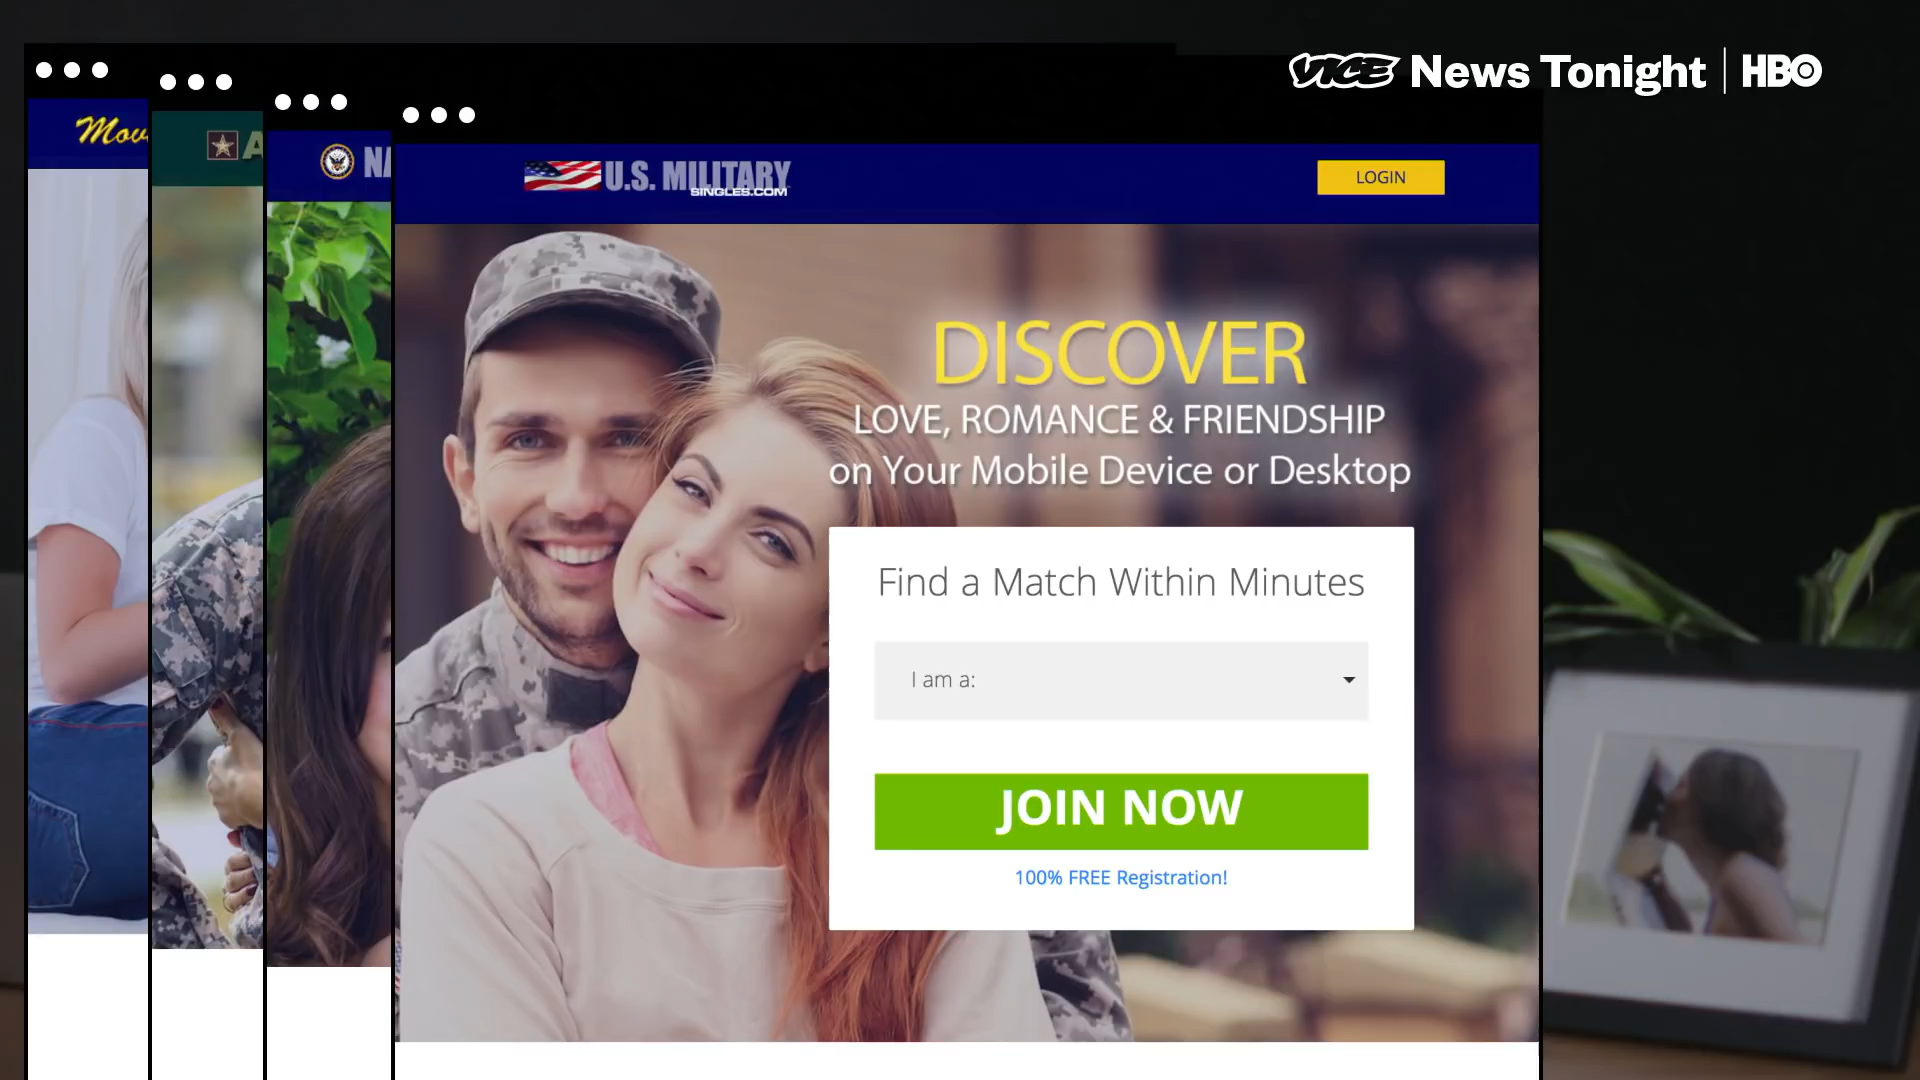 VICE News Tonight | HBO
U.S. MILITARY
SINGLES.COM
LOGIN
DISCOVER
LOVE, ROMANCE & FRIENDSHIP
on Your Mobile Device or Desktop
Find a Match Within Minutes
I am a:
JOIN NOW
100% FREE Registration!